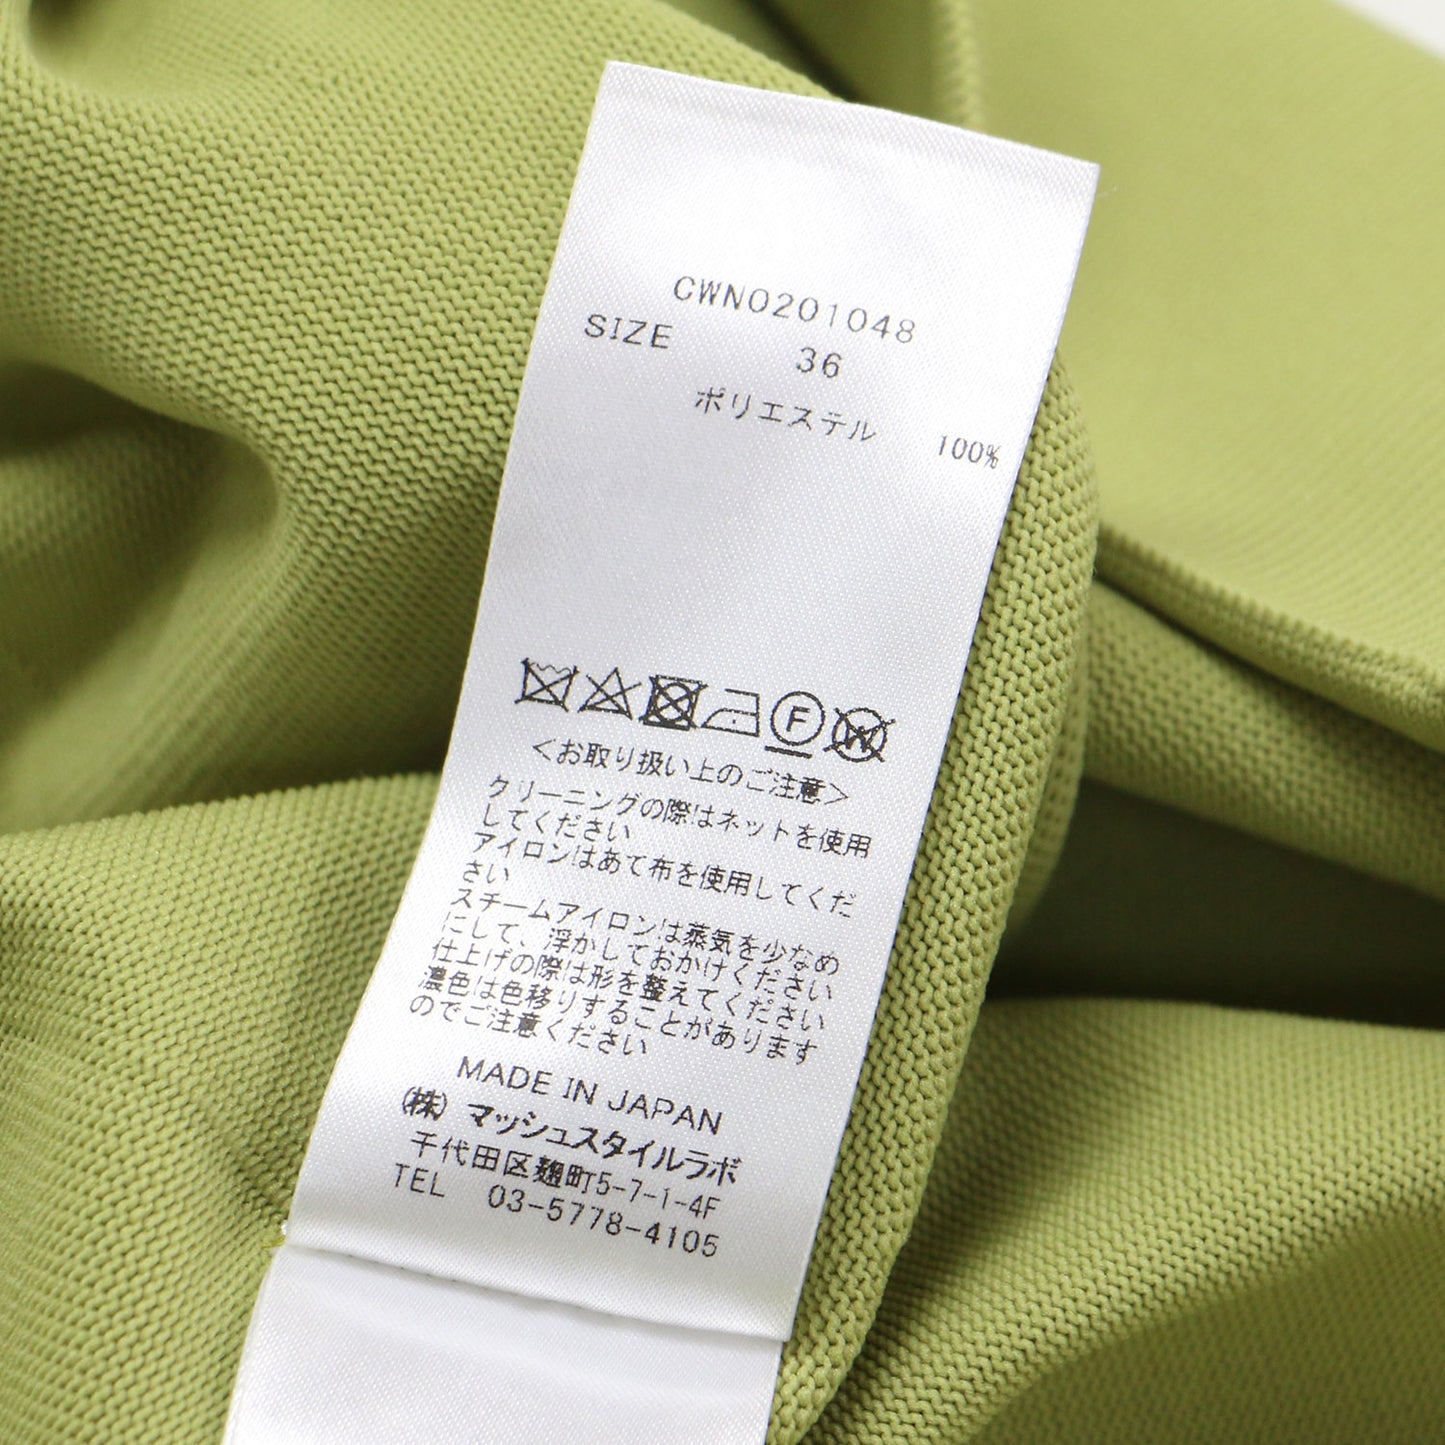 CWNO201048
SIZE 36
ポリエステル 100%
F W
<お取り扱い上のご注意>
クリーニングの際はネットを使用
してください
アイロンはあて布を使用してくだ
さい
スチームアイロンは蒸気を少なめ
にして、浮かしておかけください
仕上げの際は形を整えてください
濃色は色移りすることがあります
のでご注意ください
MADE IN JAPAN
(株) マッシュスタイルラボ
千代田区麹町5-7-1-4F
TEL 03-5778-4105